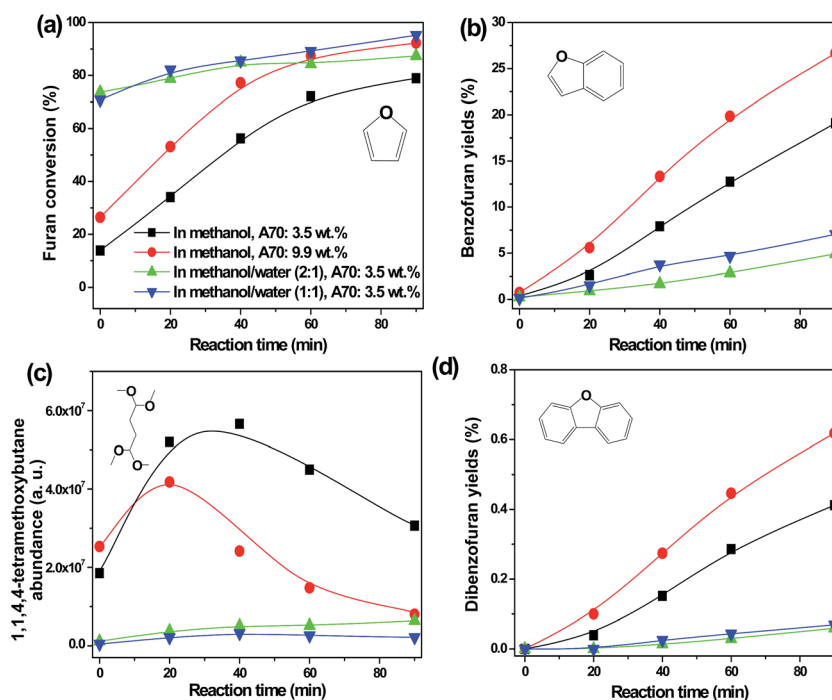 (a)
Furan conversion (%)
100
80
60
40
20
0
O
In methanol, A70: 3.5 wt.%
In methanol, A70: 9.9 wt.%
In methanol/water (2:1), A70: 3.5 wt.%
In methanol/water (1:1), A70: 3.5 wt.%
0 20 40 60 80
Reaction time (min)
(b)
Benzofuran yields (%)
30
25
20
15
10
5
0
O
0 20 40 60 80
Reaction time (min)
(c)
1,1,4,4-tetramethoxybutane
abundance (a. u.)
6.0x10⁷
4.0x10⁷
2.0x10⁷
0.0
O
O
O
O
0 20 40 60 80
Reaction time (min)
(d)
Dibenzofuran yields (%)
0.8
0.6
0.4
0.2
0.0
O
0 20 40 60 80
Reaction time (min)